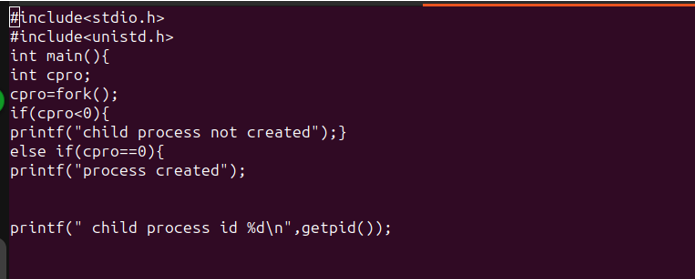 #include<stdio.h>
#include<unistd.h>
int main(){
int cpro;
cpro=fork();
if(cpro<0){
printf("child process not created");}
else if(cpro==0){
printf("process created");
printf(" child process id %d\n",getpid());